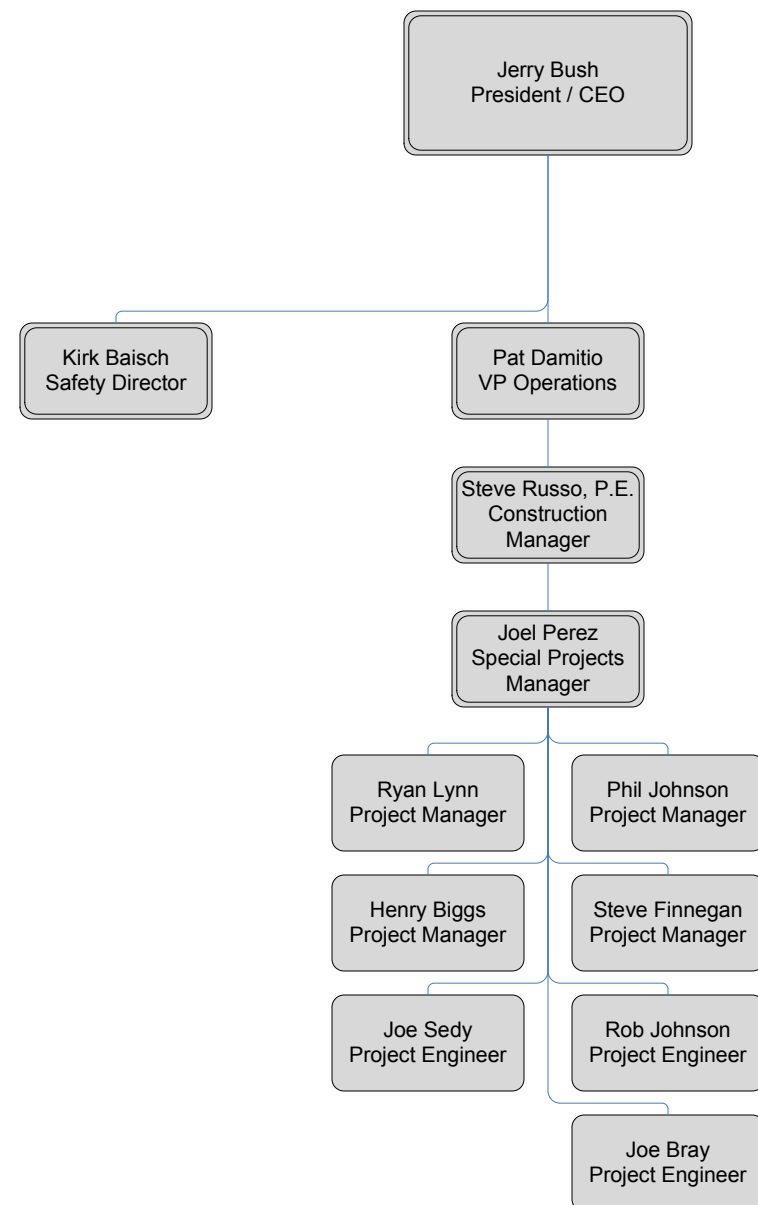 Jerry Bush
President / CEO
Kirk Baisch
Safety Director
Pat Damitio
VP Operations
Steve Russo, P.E.
Construction
Manager
Joel Perez
Special Projects
Manager
Ryan Lynn
Project Manager
Phil Johnson
Project Manager
Henry Biggs
Project Manager
Steve Finnegan
Project Manager
Joe Sedy
Project Engineer
Rob Johnson
Project Engineer
Joe Bray
Project Engineer